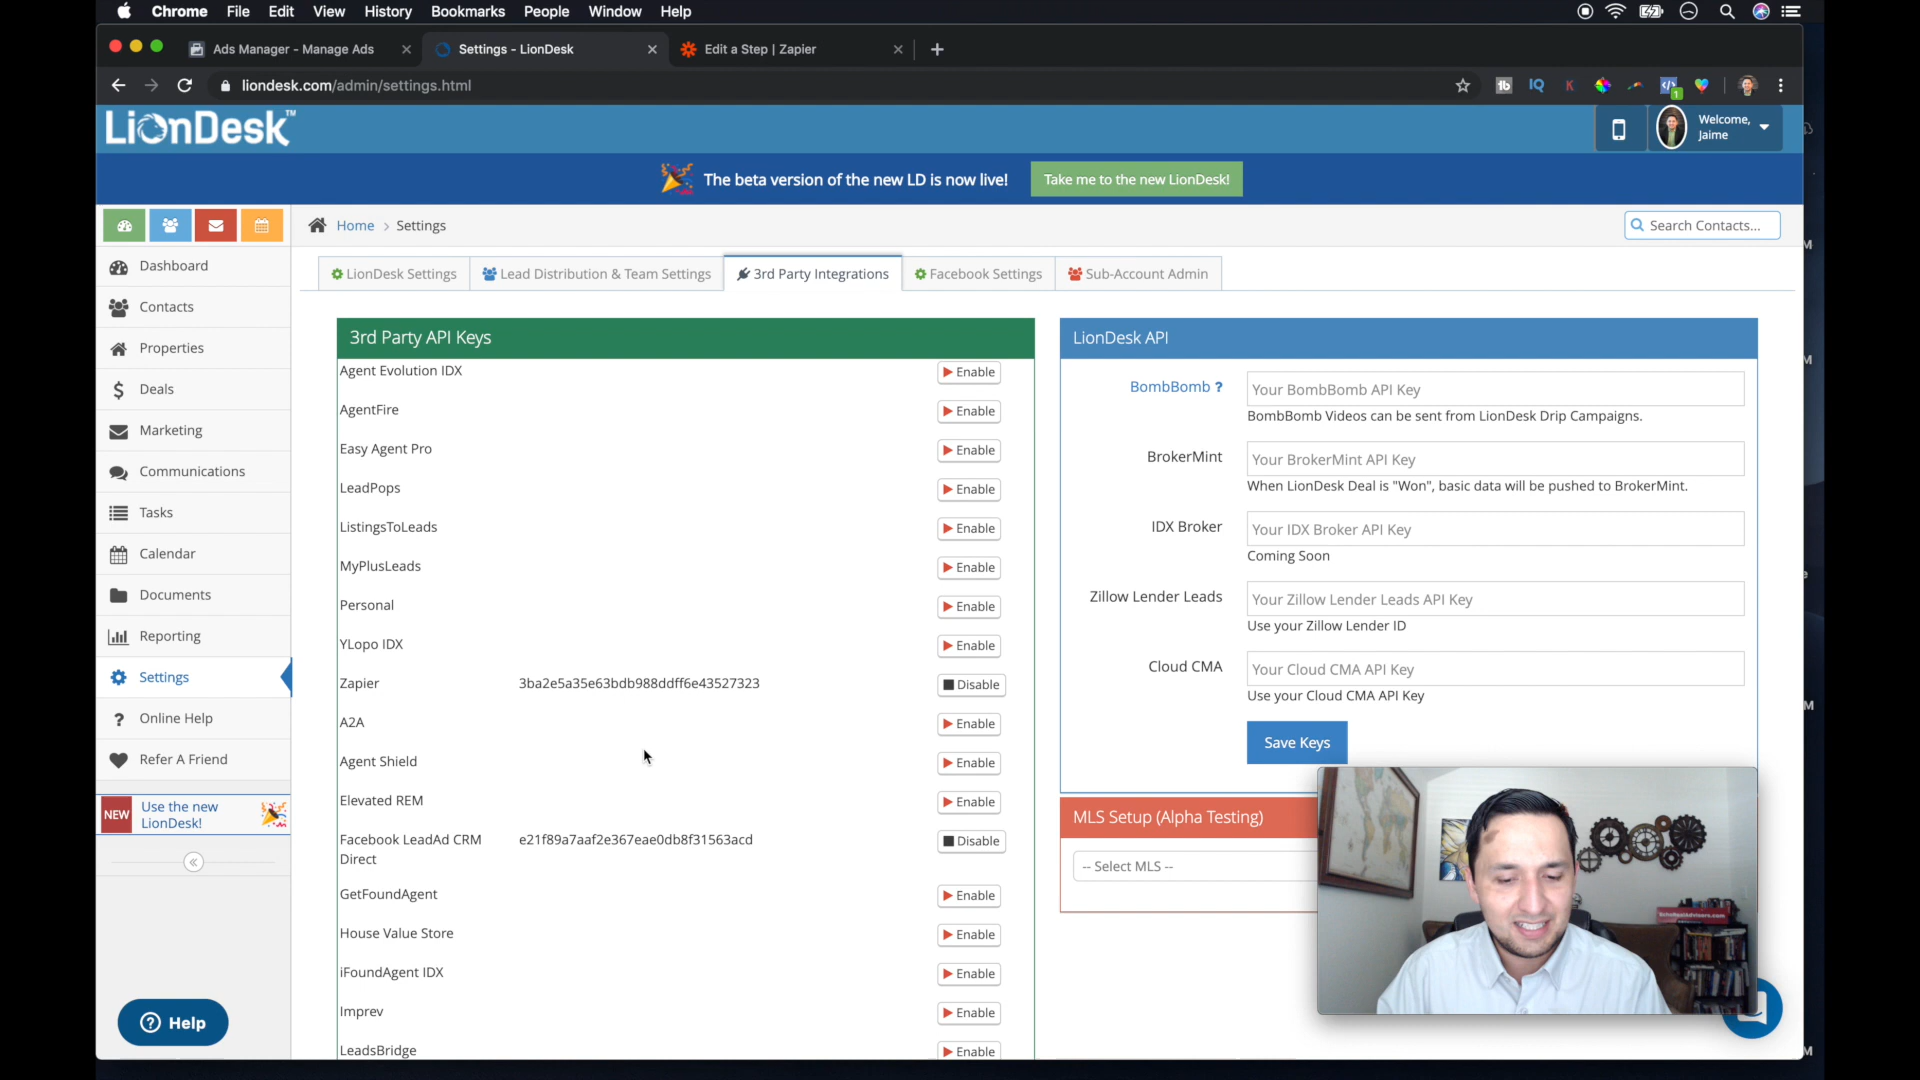 Chrome File Edit View History Bookmarks People Window Help
Ads Manager - Manage Ads
Settings - LionDesk
Edit a Step | Zapier
liondesk.com/admin/settings.html
LionDesk™
Welcome,
Jaime
The beta version of the new LD is now live!
Take me to the new LionDesk!
Home > Settings
Search Contacts...
Dashboard
Contacts
Properties
Deals
Marketing
Communications
Tasks
Calendar
Documents
Reporting
Settings
Online Help
Refer A Friend
NEW
Use the new
LionDesk!
Help
LionDesk Settings
Lead Distribution & Team Settings
3rd Party Integrations
Facebook Settings
Sub-Account Admin
3rd Party API Keys
Agent Evolution IDX Enable
AgentFire Enable
Easy Agent Pro Enable
LeadPops Enable
ListingsToLeads Enable
MyPlusLeads Enable
Personal Enable
YLopo IDX Enable
Zapier 3ba2e5a35e63bdb988ddff6e43527323 Disable
A2A Enable
Agent Shield Enable
Elevated REM Enable
Facebook LeadAd CRM e21f89a7aaf2e367eae0db8f31563acd Disable
Direct
GetFoundAgent Enable
House Value Store Enable
iFoundAgent IDX Enable
Imprev Enable
LeadsBridge Enable
LionDesk API
BombBomb ? Your BombBomb API Key
BombBomb Videos can be sent from LionDesk Drip Campaigns.
BrokerMint Your BrokerMint API Key
When LionDesk Deal is "Won", basic data will be pushed to BrokerMint.
IDX Broker Your IDX Broker API Key
Coming Soon
Zillow Lender Leads Your Zillow Lender Leads API Key
Use your Zillow Lender ID
Cloud CMA Your Cloud CMA API Key
Use your Cloud CMA API Key
Save Keys
MLS Setup (Alpha Testing)
-- Select MLS --